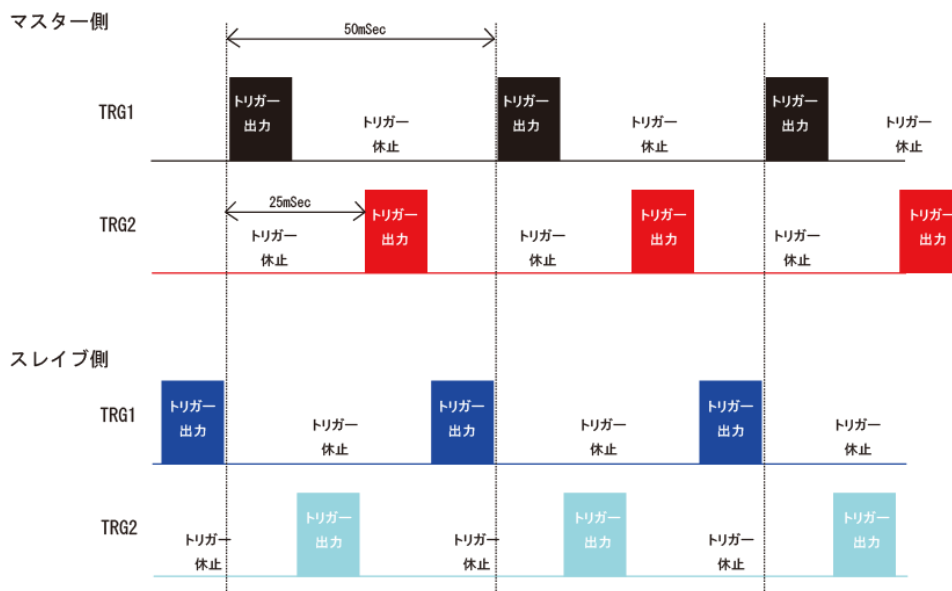 マスター側
50mSec
TRG1
トリガー
出力
トリガー
休止
トリガー
出力
トリガー
休止
トリガー
出力
トリガー
休止
TRG2
25mSec
トリガー
休止
トリガー
出力
トリガー
休止
トリガー
出力
トリガー
休止
トリガー
出力
スレイブ側
TRG1
トリガー
出力
トリガー
休止
トリガー
出力
トリガー
休止
トリガー
出力
トリガー
休止
TRG2
トリガー
休止
トリガー
出力
トリガー
休止
トリガー
出力
トリガー
休止
トリガー
出力